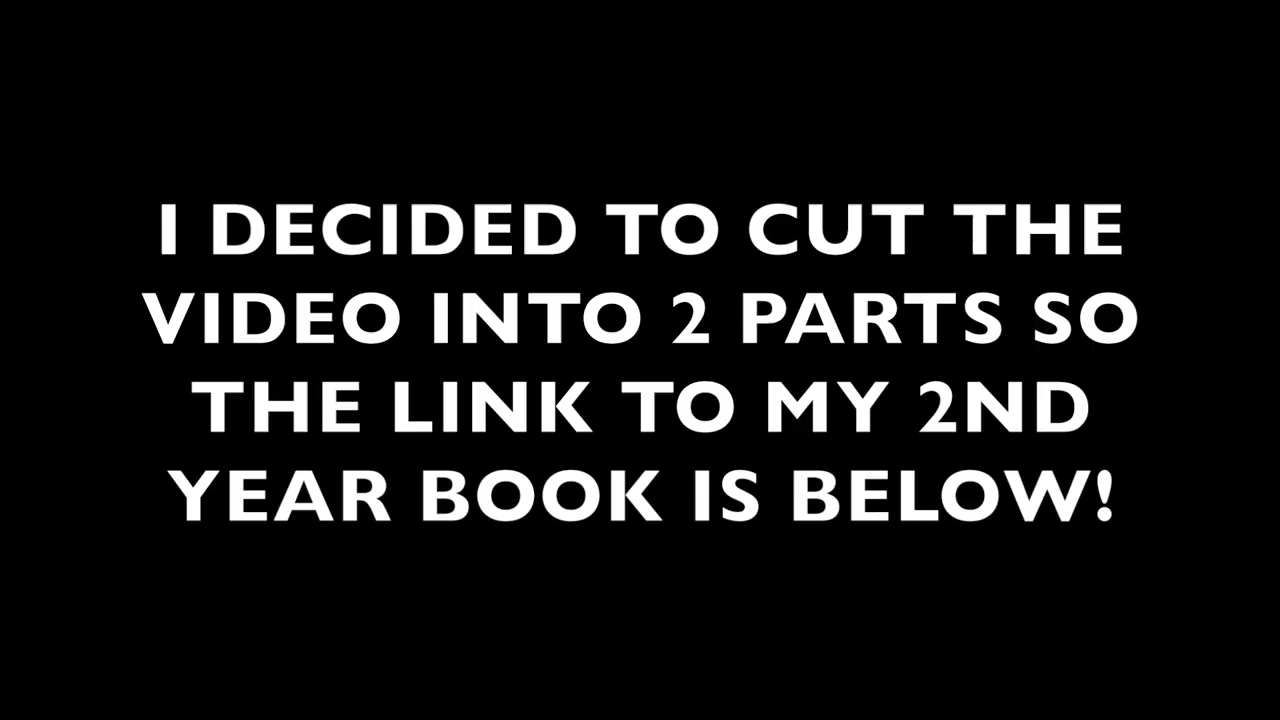 I DECIDED TO CUT THE
VIDEO INTO 2 PARTS SO
THE LINK TO MY 2ND
YEAR BOOK IS BELOW!